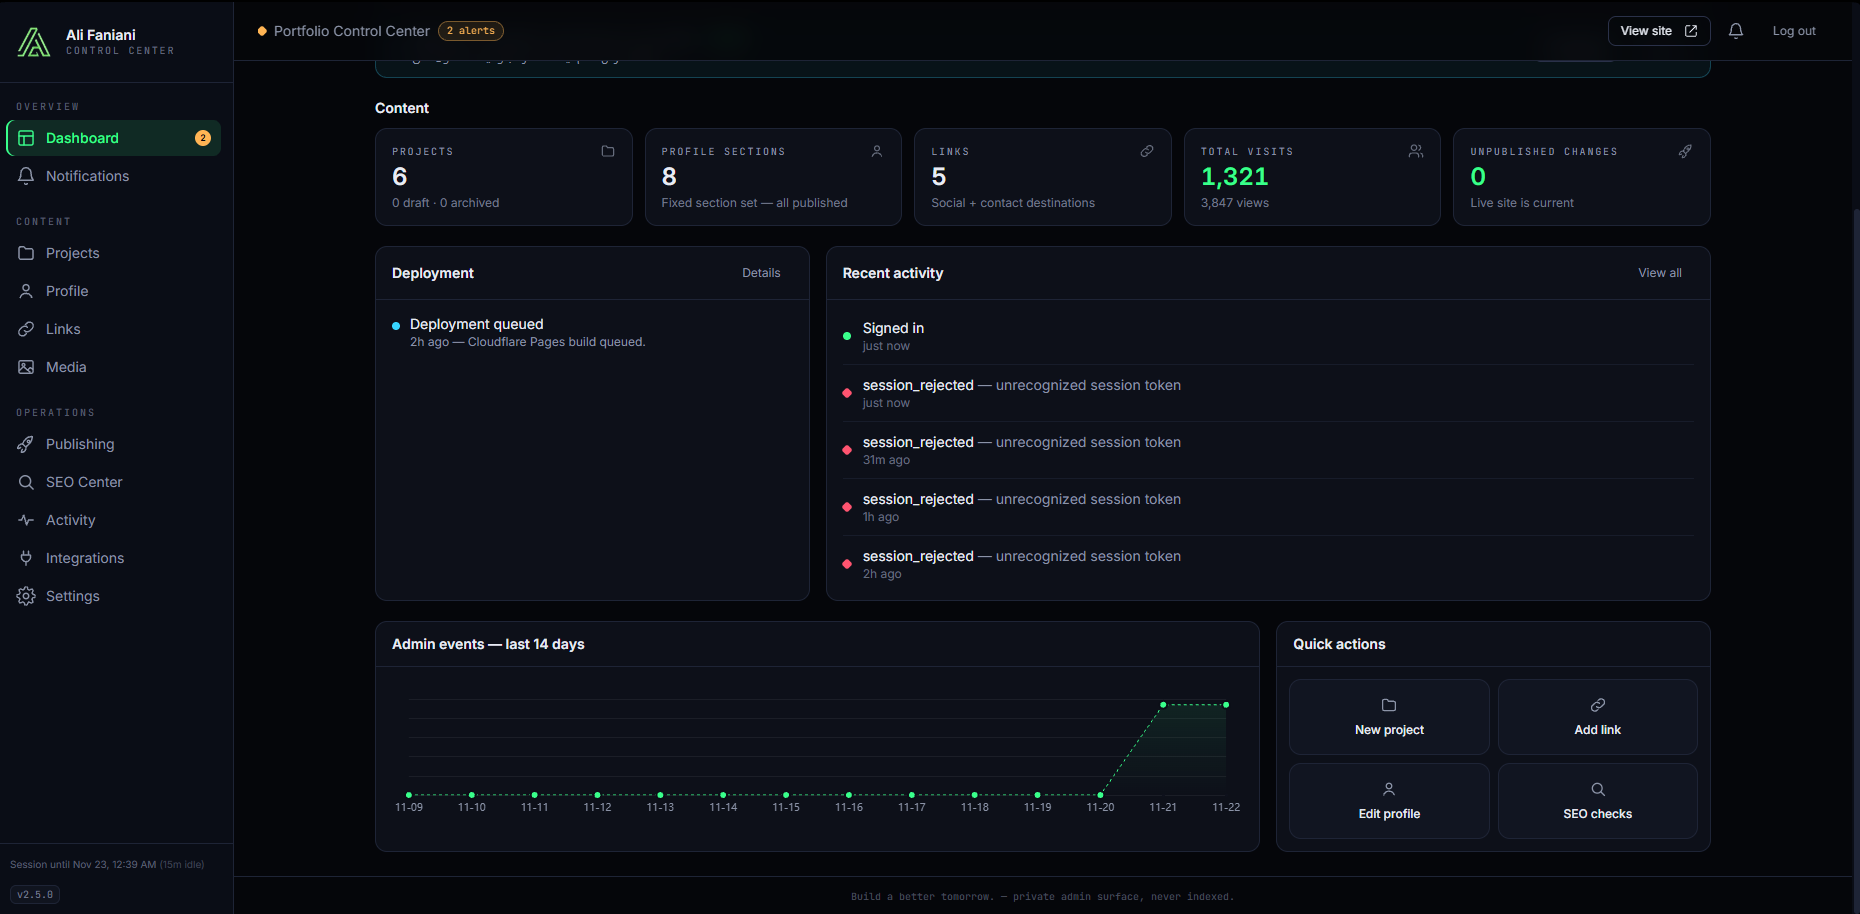 Ali Faniani
CONTROL CENTER
Portfolio Control Center
2 alerts
View site
Log out
OVERVIEW
Dashboard
2
Notifications
CONTENT
Projects
Profile
Links
Media
OPERATIONS
Publishing
SEO Center
Activity
Integrations
Settings
Session until Nov 23, 12:39 AM (15m idle)
v2.5.0
Content
PROJECTS
6
0 draft · 0 archived
PROFILE SECTIONS
8
Fixed section set — all published
LINKS
5
Social + contact destinations
TOTAL VISITS
1,321
3,847 views
UNPUBLISHED CHANGES
0
Live site is current
Deployment
Details
Deployment queued
2h ago — Cloudflare Pages build queued.
Recent activity
View all
Signed in
just now
session_rejected — unrecognized session token
just now
session_rejected — unrecognized session token
31m ago
session_rejected — unrecognized session token
1h ago
session_rejected — unrecognized session token
2h ago
Admin events — last 14 days
11-09 11-10 11-11 11-12 11-13 11-14 11-15 11-16 11-17 11-18 11-19 11-20 11-21 11-22
Quick actions
New project
Add link
Edit profile
SEO checks
Build a better tomorrow. — private admin surface, never indexed.